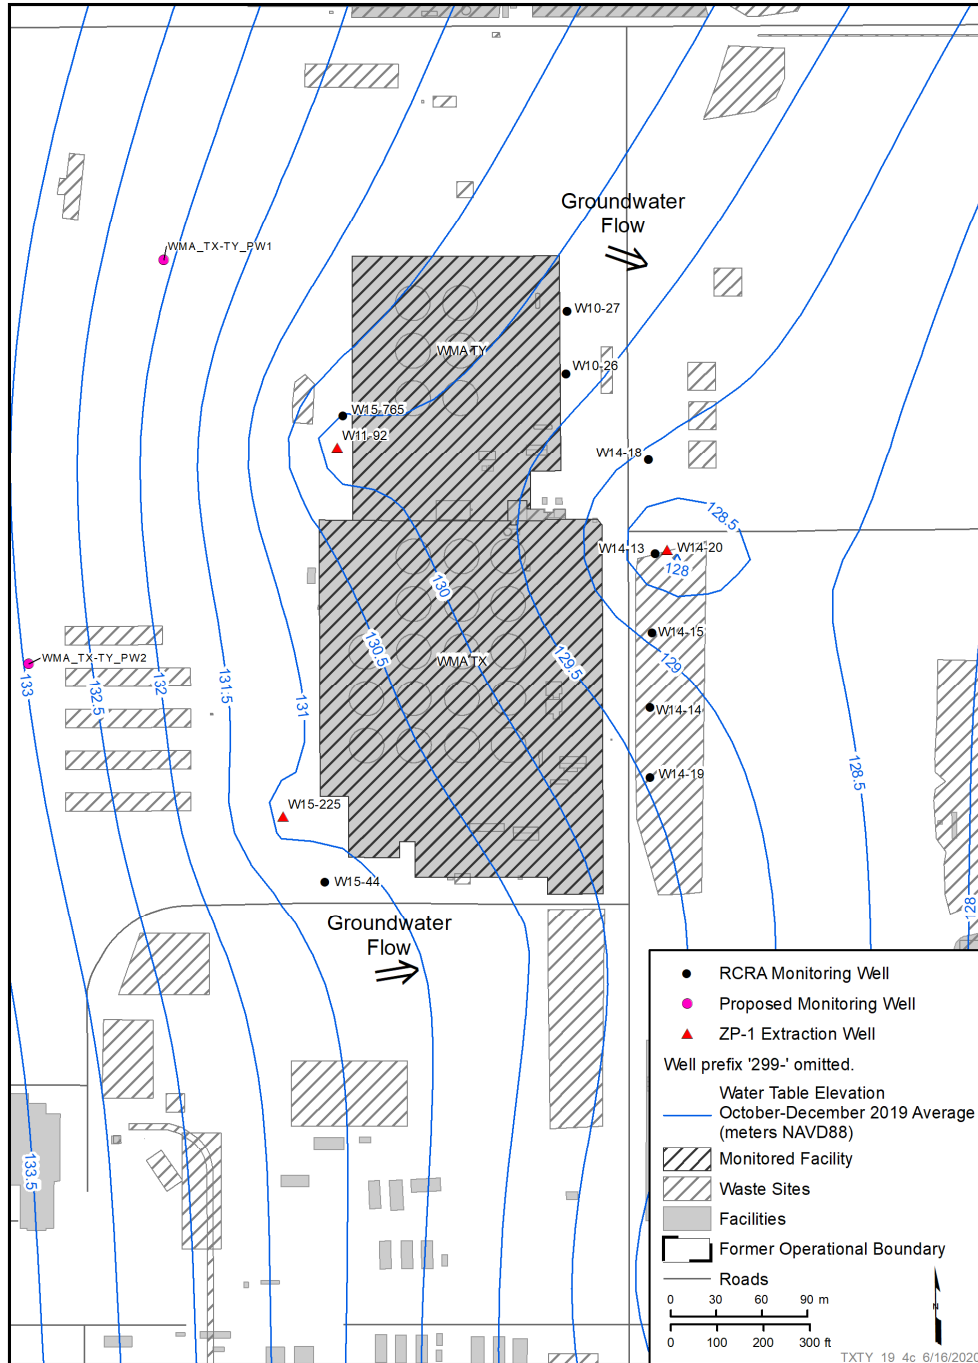 Groundwater
Flow
WMA_TX-TY_PW1
W10-27
WMA TY
W10-26
W15-765
W11-92
W14-18
128.5
W14-13
W14-20
128
130
W14-15
130.5
WMA TX
129.5
129
WMA_TX-TY_PW2
133
132.5
132
131.5
131
W14-14
W14-19
128.5
W15-225
W15-44
128
Groundwater
Flow
133.5
RCRA Monitoring Well
Proposed Monitoring Well
ZP-1 Extraction Well
Well prefix '299-' omitted.
Water Table Elevation
October-December 2019 Average
(meters NAVD88)
Monitored Facility
Waste Sites
Facilities
Former Operational Boundary
Roads
0 30 60 90 m
0 100 200 300 ft
N
TXTY_19_4c_6/16/2020